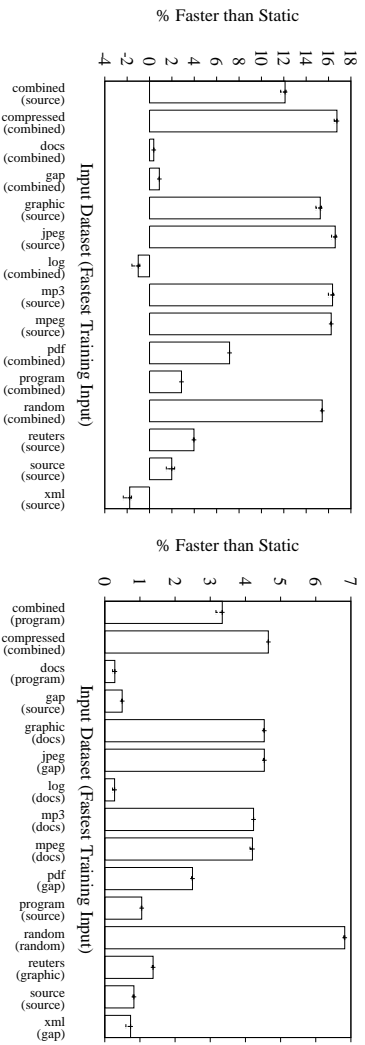 % Faster than Static
-4
-2
0
2
4
6
8
10
12
14
16
18
combined
(source)
compressed
(combined)
docs
(combined)
gap
(combined)
graphic
(source)
jpeg
(source)
log
(combined)
mp3
(source)
mpeg
(source)
pdf
(combined)
program
(combined)
random
(combined)
reuters
(source)
source
(source)
xml
(source)
Input Dataset (Fastest Training Input)
% Faster than Static
0
1
2
3
4
5
6
7
combined
(program)
compressed
(combined)
docs
(program)
gap
(source)
graphic
(docs)
jpeg
(gap)
log
(docs)
mp3
(docs)
mpeg
(docs)
pdf
(gap)
program
(source)
random
(random)
reuters
(graphic)
source
(source)
xml
(gap)
Input Dataset (Fastest Training Input)